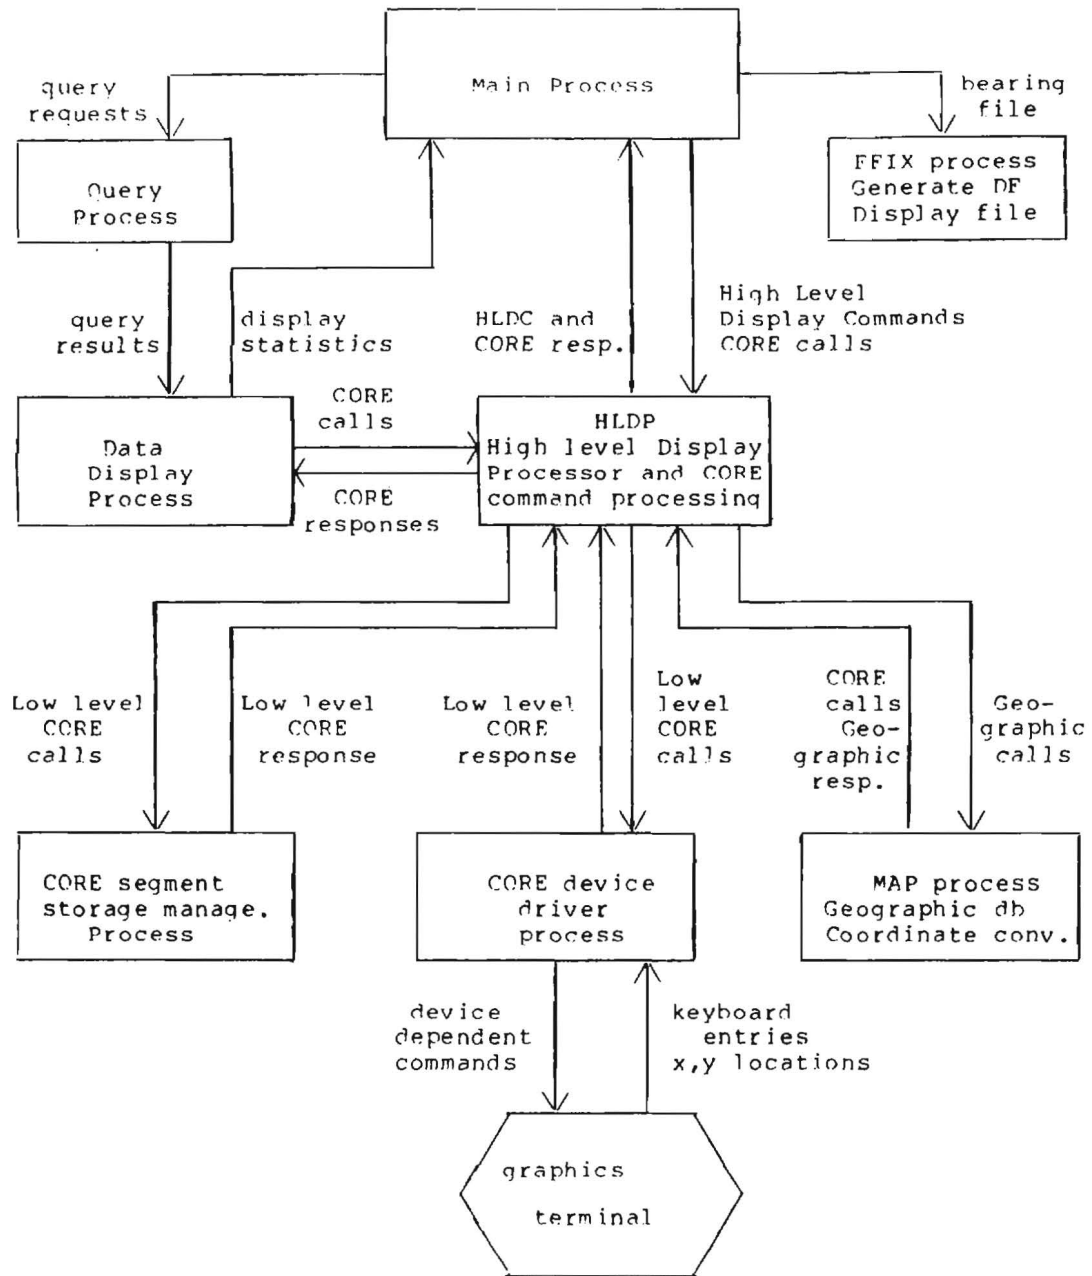 Main Process
query
requests
bearing
file
Query
Process
FFIX process
Generate DF
Display file
query
results
display
statistics
HLDC and
CORE resp.
High Level
Display Commands
CORE calls
CORE
calls
Data
Display
Process
CORE
responses
HLDP
High level Display
Processor and CORE
command processing
Low level
CORE
calls
Low level
CORE
response
Low level
CORE
response
Low
level
CORE
calls
CORE
calls
Geo-
graphic
resp.
Geo-
graphic
calls
CORE segment
storage manage.
Process
CORE device
driver
process
MAP process
Geographic db
Coordinate conv.
device
dependent
commands
keyboard
entries
x,y locations
graphics
terminal